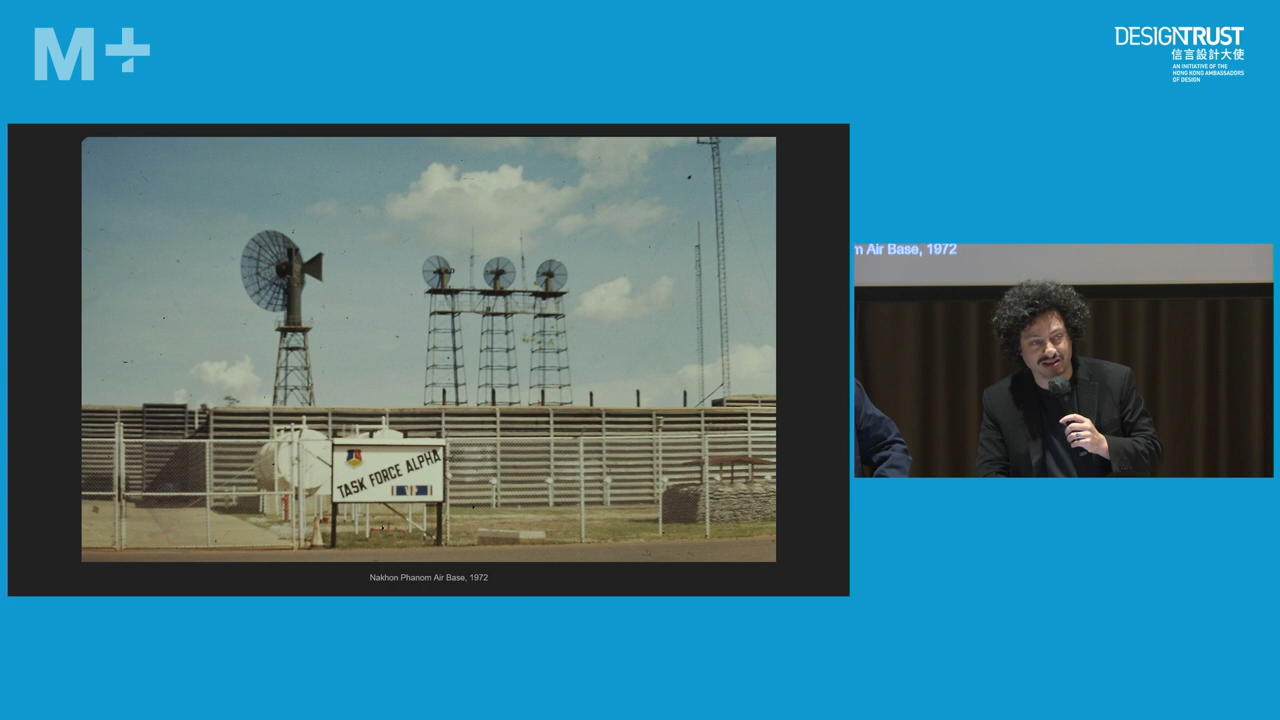 M+
DESIGNTRUST
信言設計大使
AN INITIATIVE OF THE
HONG KONG AMBASSADORS
OF DESIGN
TASK FORCE ALPHA
Nakhon Phanom Air Base, 1972
m Air Base, 1972